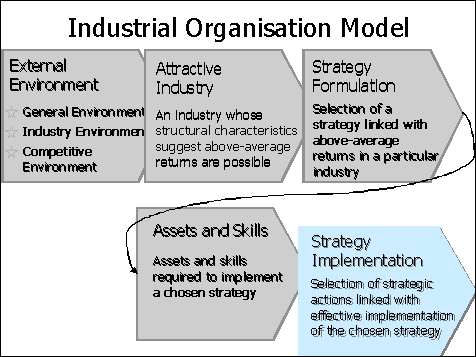 Industrial Organisation Model
External
Environment
☆ General Environment
☆ Industry Environment
☆ Competitive
Environment
Attractive
Industry
An Industry whose
structural characteristics
suggest above-average
returns are possible
Strategy
Formulation
Selection of a
strategy linked with
above-average
returns in a particular
industry
Assets and Skills
Assets and skills
required to implement
a chosen strategy
Strategy
Implementation
Selection of strategic
actions linked with
effective implementation
of the chosen strategy